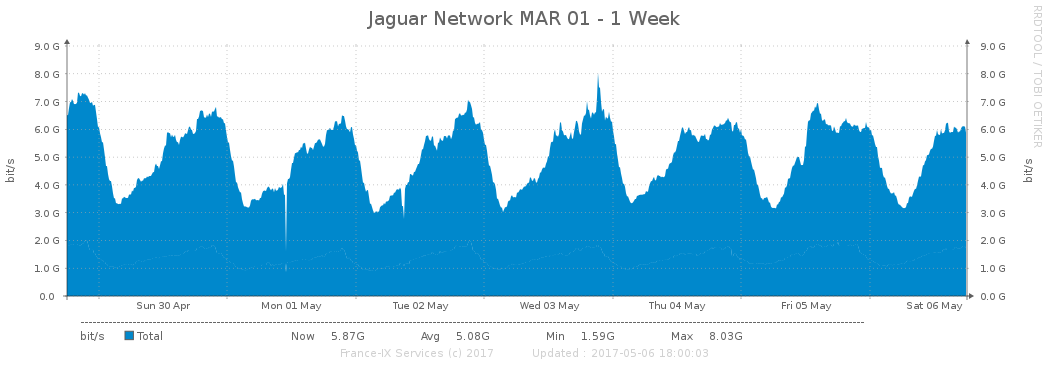 Jaguar Network MAR 01 - 1 Week
RRDTOOL / TOBI OETIKER
9.0 G 9.0 G
8.0 G 8.0 G
7.0 G 7.0 G
6.0 G 6.0 G
5.0 G 5.0 G
4.0 G 4.0 G
3.0 G 3.0 G
2.0 G 2.0 G
1.0 G 1.0 G
0.0 0.0 G
bit/s bit/s
Sun 30 Apr Mon 01 May Tue 02 May Wed 03 May Thu 04 May Fri 05 May Sat 06 May
bit/s Total Now 5.87G Avg 5.08G Min 1.59G Max 8.03G
France-IX Services (c) 2017 Updated : 2017-05-06 18:00:03